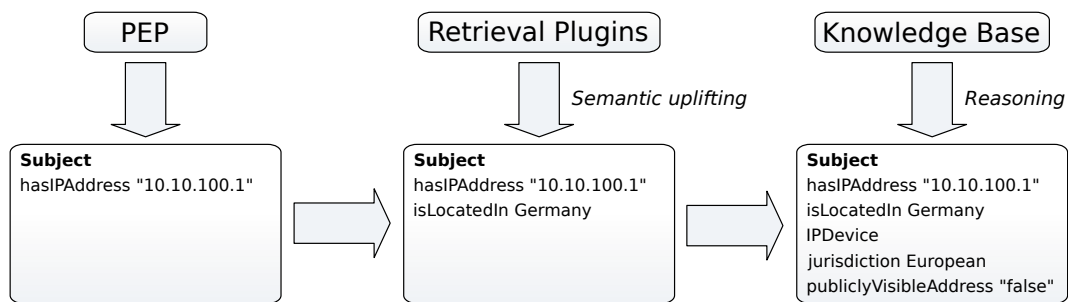 PEP
Retrieval Plugins
Knowledge Base
Semantic uplifting
Reasoning
Subject
hasIPAddress "10.10.100.1"
Subject
hasIPAddress "10.10.100.1"
isLocatedIn Germany
Subject
hasIPAddress "10.10.100.1"
isLocatedIn Germany
IPDevice
jurisdiction European
publiclyVisibleAddress "false"